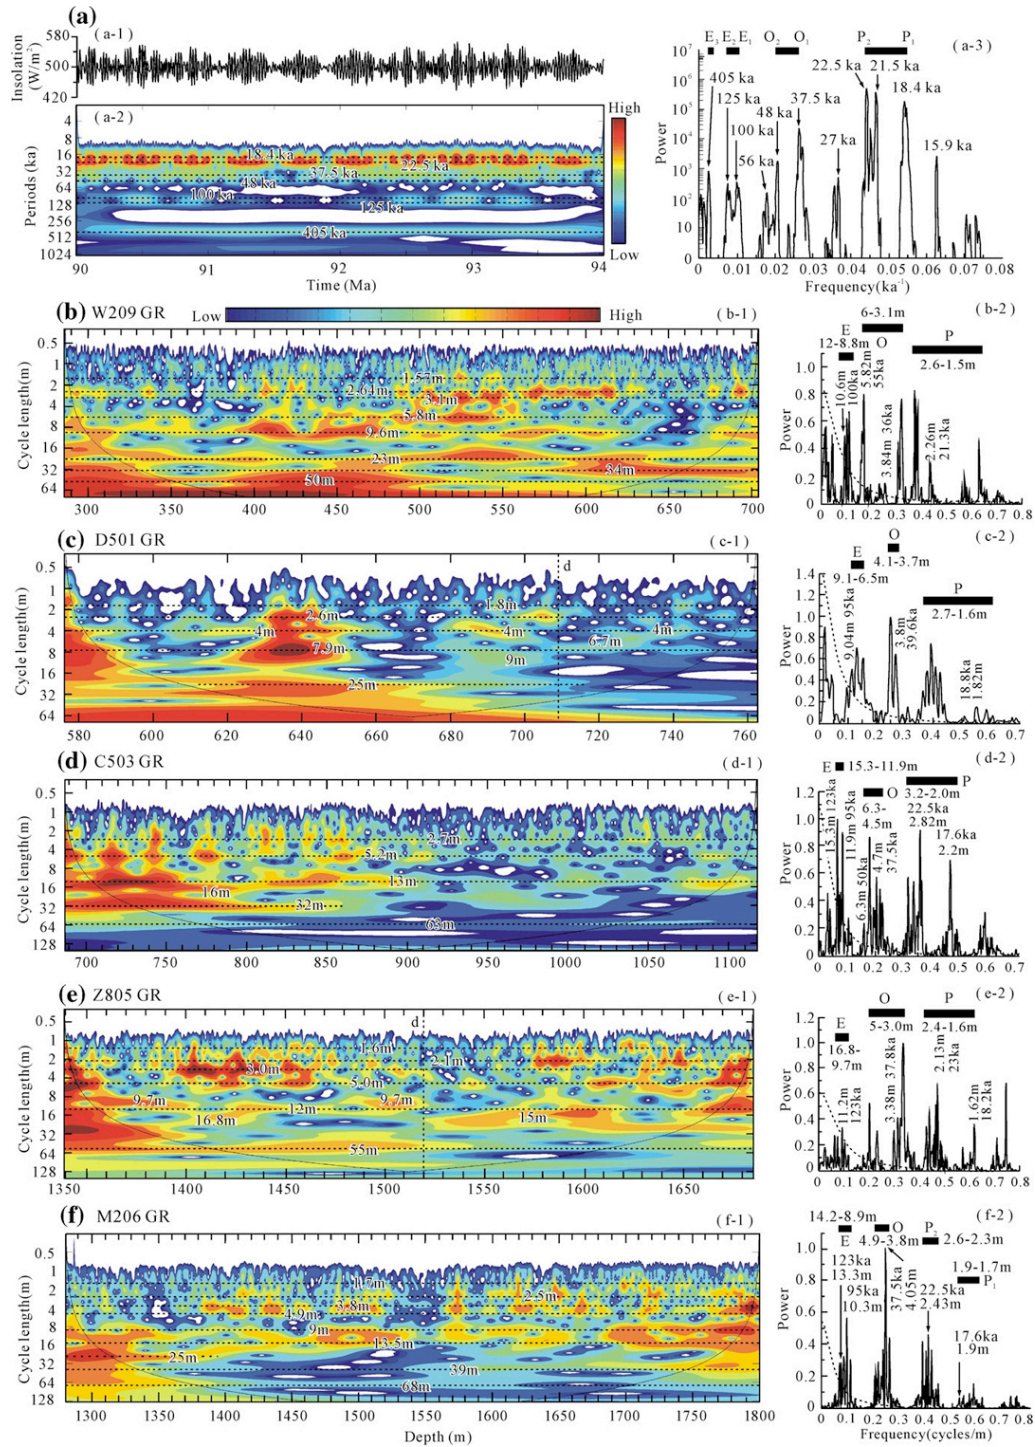 (a)
(a-1)
580
500
420
Insolation
(W/m²)
(a-2)
High
Low
4
8
16
32
64
128
256
512
1024
Periods (ka)
18.4 ka
22.5 ka
37.5 ka
48 ka
100 ka
125 ka
405 ka
90 91 92 93 94
Time (Ma)
E₃ E₂ E₁ O₂ O₁ P₂ P₁
(a-3)
10⁷
10⁶
10⁵
10⁴
10³
10²
10
0
Power
405 ka
125 ka
100 ka
56 ka
48 ka
37.5 ka
27 ka
22.5 ka
21.5 ka
18.4 ka
15.9 ka
0 0.01 0.02 0.03 0.04 0.05 0.06 0.07 0.08
Frequency(ka⁻¹)
(b) W209 GR
Low High
(b-1)
0.5
1
2
4
8
16
32
64
Cycle length(m)
1.57m
2.64m
3.1m
5.8m
9.6m
23m
34m
50m
300 350 400 450 500 550 600 650 700
(b-2)
6-3.1m
E
12-8.8m
O
P
2.6-1.5m
10.6m
100ka
5.82m
55ka
3.84m 36ka
2.26m
21.3ka
1.0
0.8
0.6
0.4
0.2
0
Power
0 0.1 0.2 0.3 0.4 0.5 0.6 0.7 0.8
(c) D501 GR
(c-1)
d
0.5
1
2
4
8
16
32
64
Cycle length(m)
1.8m
2.6m
4m
4m
4m
6.7m
7.9m
9m
25m
580 600 620 640 660 680 700 720 740 760
(c-2)
O
4.1-3.7m
E
9.1-6.5m
P
2.7-1.6m
9.04m 95ka
3.8m
39.6ka
18.8ka
1.82m
1.4
1.2
1.0
0.8
0.6
0.4
0.2
0
Power
0 0.1 0.2 0.3 0.4 0.5 0.6 0.7
(d) C503 GR
(d-1)
0.5
1
2
4
8
16
32
64
128
Cycle length(m)
2.7m
5.2m
13m
16m
32m
65m
700 750 800 850 900 950 1000 1050 1100
(d-2)
E 15.3-11.9m
O
6.3-
4.5m
P
3.2-2.0m
22.5ka
2.82m
17.6ka
2.2m
15.3m 123ka
11.9m 95ka
6.3m 50ka
4.7m
37.5ka
1.2
1.0
0.8
0.6
0.4
0.2
0
Power
0 0.1 0.2 0.3 0.4 0.5 0.6 0.7
(e) Z805 GR
(e-1)
d
0.5
1
2
4
8
16
32
64
128
Cycle length(m)
1.6m
2.1m
3.0m
5.0m
9.7m
9.7m
12m
16.8m
15m
55m
1350 1400 1450 1500 1550 1600 1650
(e-2)
O
5-3.0m
P
2.4-1.6m
E
16.8-
9.7m
11.2m
123ka
3.38m 37.8ka
2.13m
23ka
1.62m
18.2ka
1.2
1.0
0.8
0.6
0.4
0.2
0
Power
0 0.1 0.2 0.3 0.4 0.5 0.6 0.7 0.8
(f) M206 GR
(f-1)
0.5
1
2
4
8
16
32
64
128
Cycle length(m)
1.7m
2.5m
3.8m
4.9m
9m
13.5m
25m
39m
68m
1300 1350 1400 1450 1500 1550 1600 1650 1700 1750 1800
Depth (m)
(f-2)
14.2-8.9m
E
O
4.9-3.8m
P₂
2.6-2.3m
1.9-1.7m
P₁
123ka
13.3m
95ka
10.3m
37.5ka
4.05m
22.5ka
2.43m
17.6ka
1.9m
1.0
0.8
0.6
0.4
0.2
0
Power
0 0.1 0.2 0.3 0.4 0.5 0.6 0.7 0.8
Frequency(cycles/m)